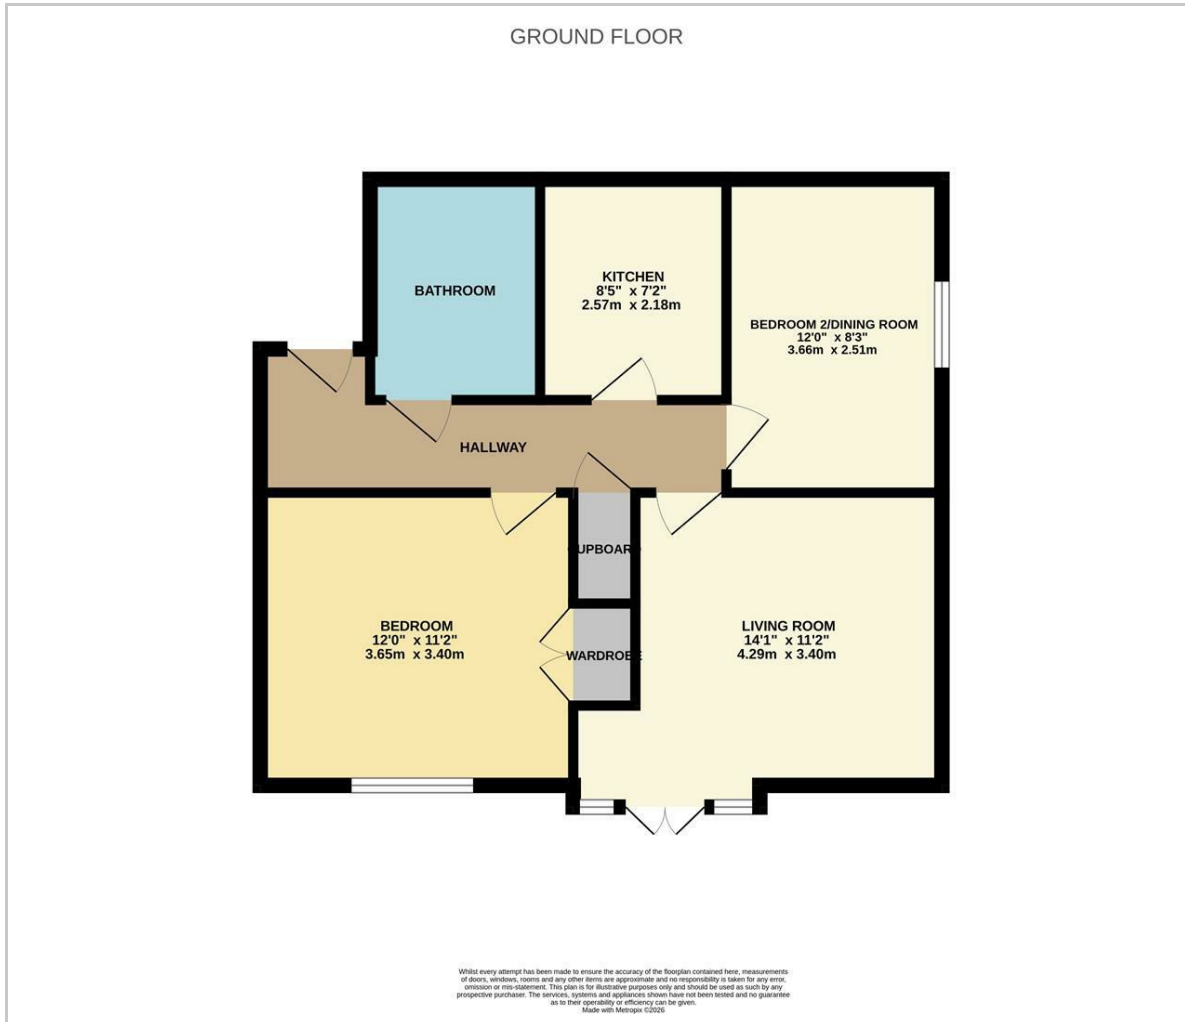 GROUND FLOOR
BATHROOM
KITCHEN
8'5" x 7'2"
2.57m x 2.18m
BEDROOM 2/DINING ROOM
12'0" x 8'3"
3.66m x 2.51m
HALLWAY
CUPBOARD
BEDROOM
12'0" x 11'2"
3.65m x 3.40m
WARDROBE
LIVING ROOM
14'1" x 11'2"
4.29m x 3.40m
Whilst every attempt has been made to ensure the accuracy of the floorplan contained here, measurements
of doors, windows, rooms and any other items are approximate and no responsibility is taken for any error,
omission or mis-statement. This plan is for illustrative purposes only and should be used as such by any
prospective purchaser. The services, systems and appliances shown have not been tested and no guarantee
as to their operability or efficiency can be given.
Made with Metropix ©2026